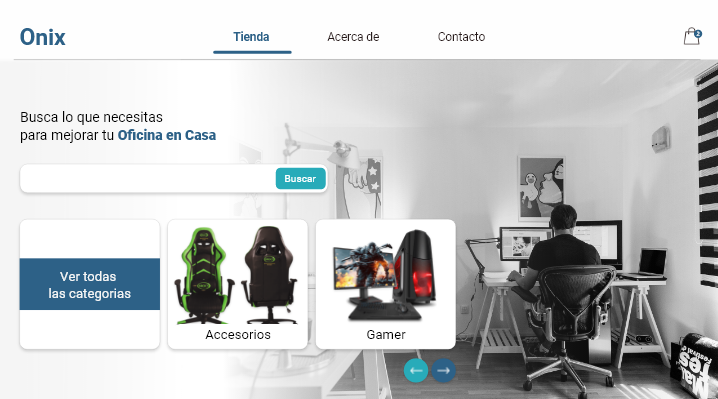 Onix
Tienda
Acerca de
Contacto
2
Busca lo que necesitas
para mejorar tu Oficina en Casa
Buscar
Ver todas
las categorias
Accesorios
Gamer